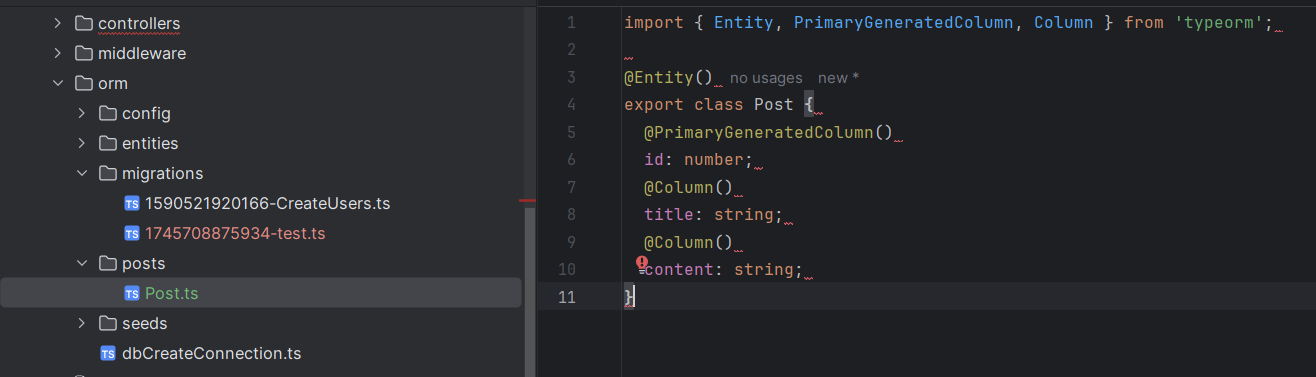 controllers
middleware
orm
config
entities
migrations
TS 1590521920166-CreateUsers.ts
TS 1745708875934-test.ts
posts
TS Post.ts
seeds
TS dbCreateConnection.ts
1 import { Entity, PrimaryGeneratedColumn, Column } from 'typeorm';
2
3 @Entity() no usages new *
4 export class Post {
5 @PrimaryGeneratedColumn()
6 id: number;
7 @Column()
8 title: string;
9 @Column()
10 content: string;
11 }